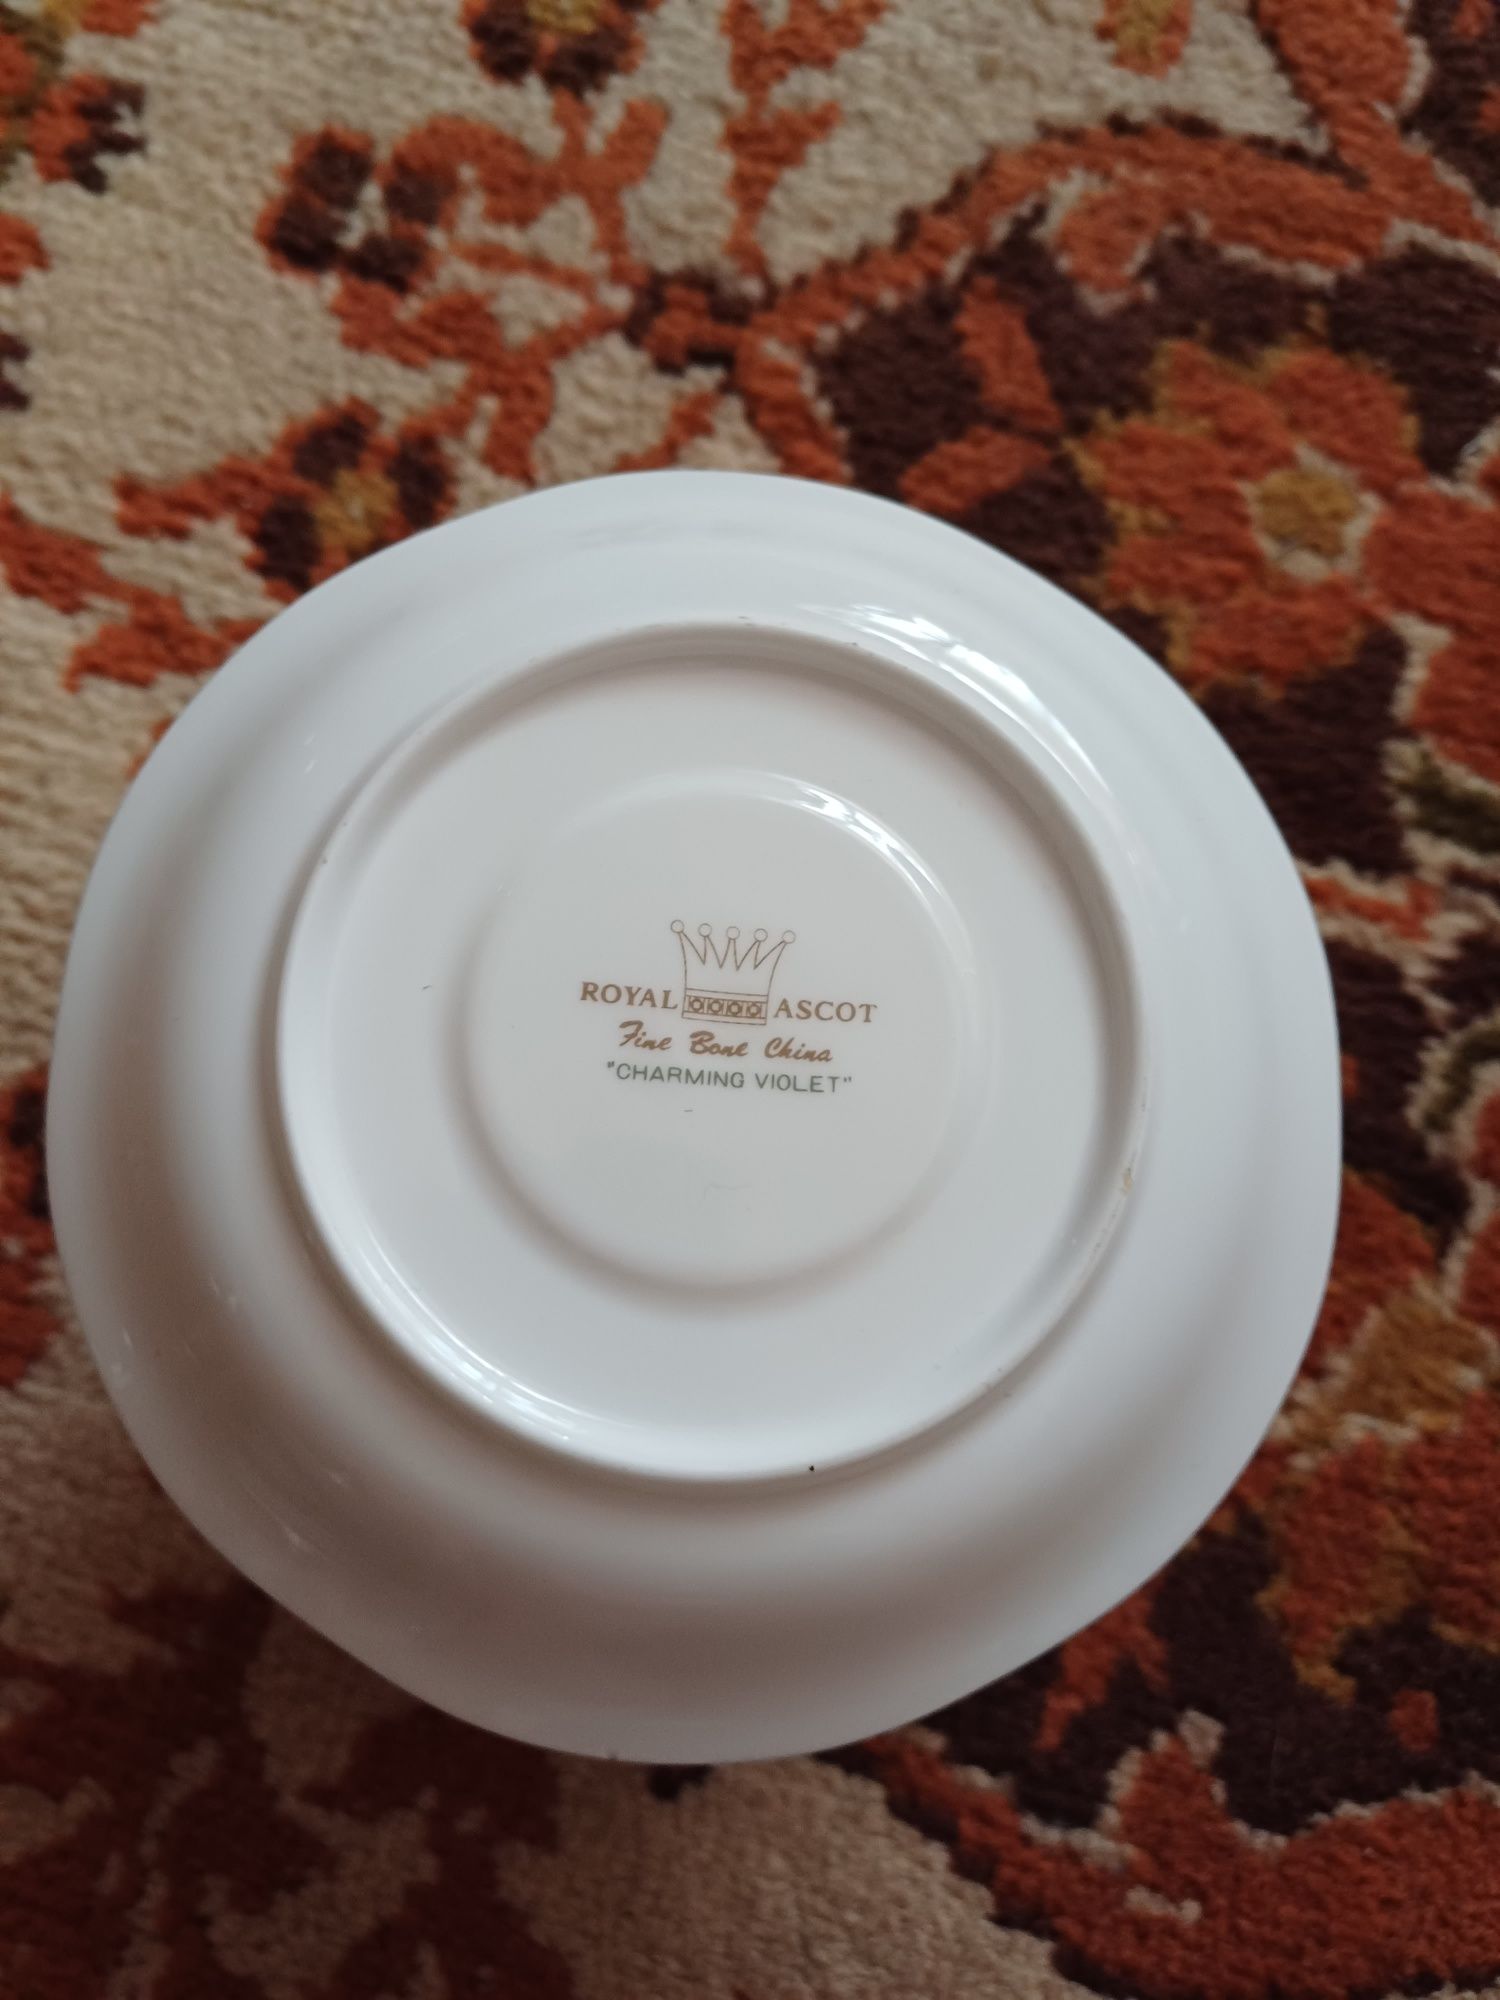 ROYAL ASCOT
Fine Bone China
"CHARMING VIOLET"